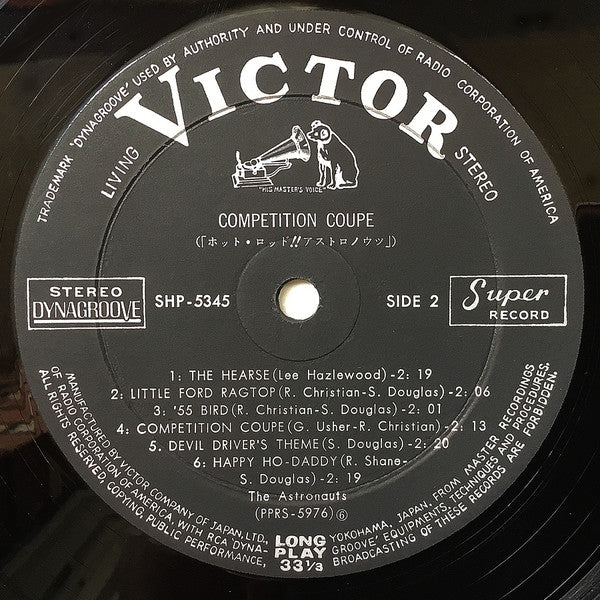 TRADEMARK 'DYNAGROOVE' USED BY AUTHORITY AND UNDER CONTROL OF RADIO CORPORATION OF AMERICA
LIVING VICTOR STEREO
"HIS MASTER'S VOICE"
COMPETITION COUPE
(「ホット・ロッド!!アストロノウツ」)
STEREO
DYNAGROOVE
SHP-5345
SIDE 2
Super
RECORD
1: THE HEARSE(Lee Hazlewood)-2: 19
2: LITTLE FORD RAGTOP(R. Christian-S. Douglas)-2: 06
3: '55 BIRD(R. Christian-S. Douglas)-2: 01
4: COMPETITION COUPE(G. Usher-R. Christian)-2: 13
5. DEVIL DRIVER'S THEME(S. Douglas)-2: 20
6: HAPPY HO-DADDY(R. Shane-
S. Douglas)-2: 19
The Astronauts
(PPRS-5976)⑥
MANUFACTURED BY VICTOR COMPANY OF JAPAN, LTD., YOKOHAMA, JAPAN, FROM MASTER RECORDINGS
OF RADIO CORPORATION OF AMERICA, WITH RCA 'DYNAGROOVE' EQUIPMENTS, TECHNIQUES AND PROCEDURES.
ALL RIGHTS RESERVED, COPYING, PUBLIC PERFORMANCE, BROADCASTING OF THESE RECORDS ARE FORBIDDEN.
LONG
PLAY
33 1/3